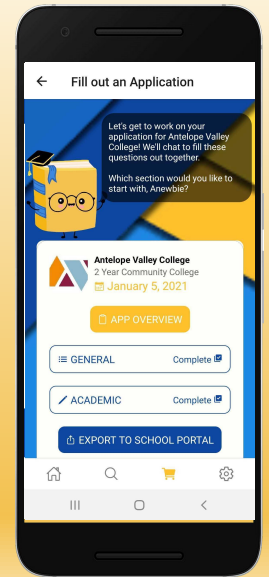 Fill out an Application
Let's get to work on your
application for Antelope Valley
College! We'll chat to fill these
questions out together.
Which section would you like to
start with, Anewbie?
Antelope Valley College
2 Year Community College
January 5, 2021
APP OVERVIEW
GENERAL Complete
ACADEMIC Complete
EXPORT TO SCHOOL PORTAL